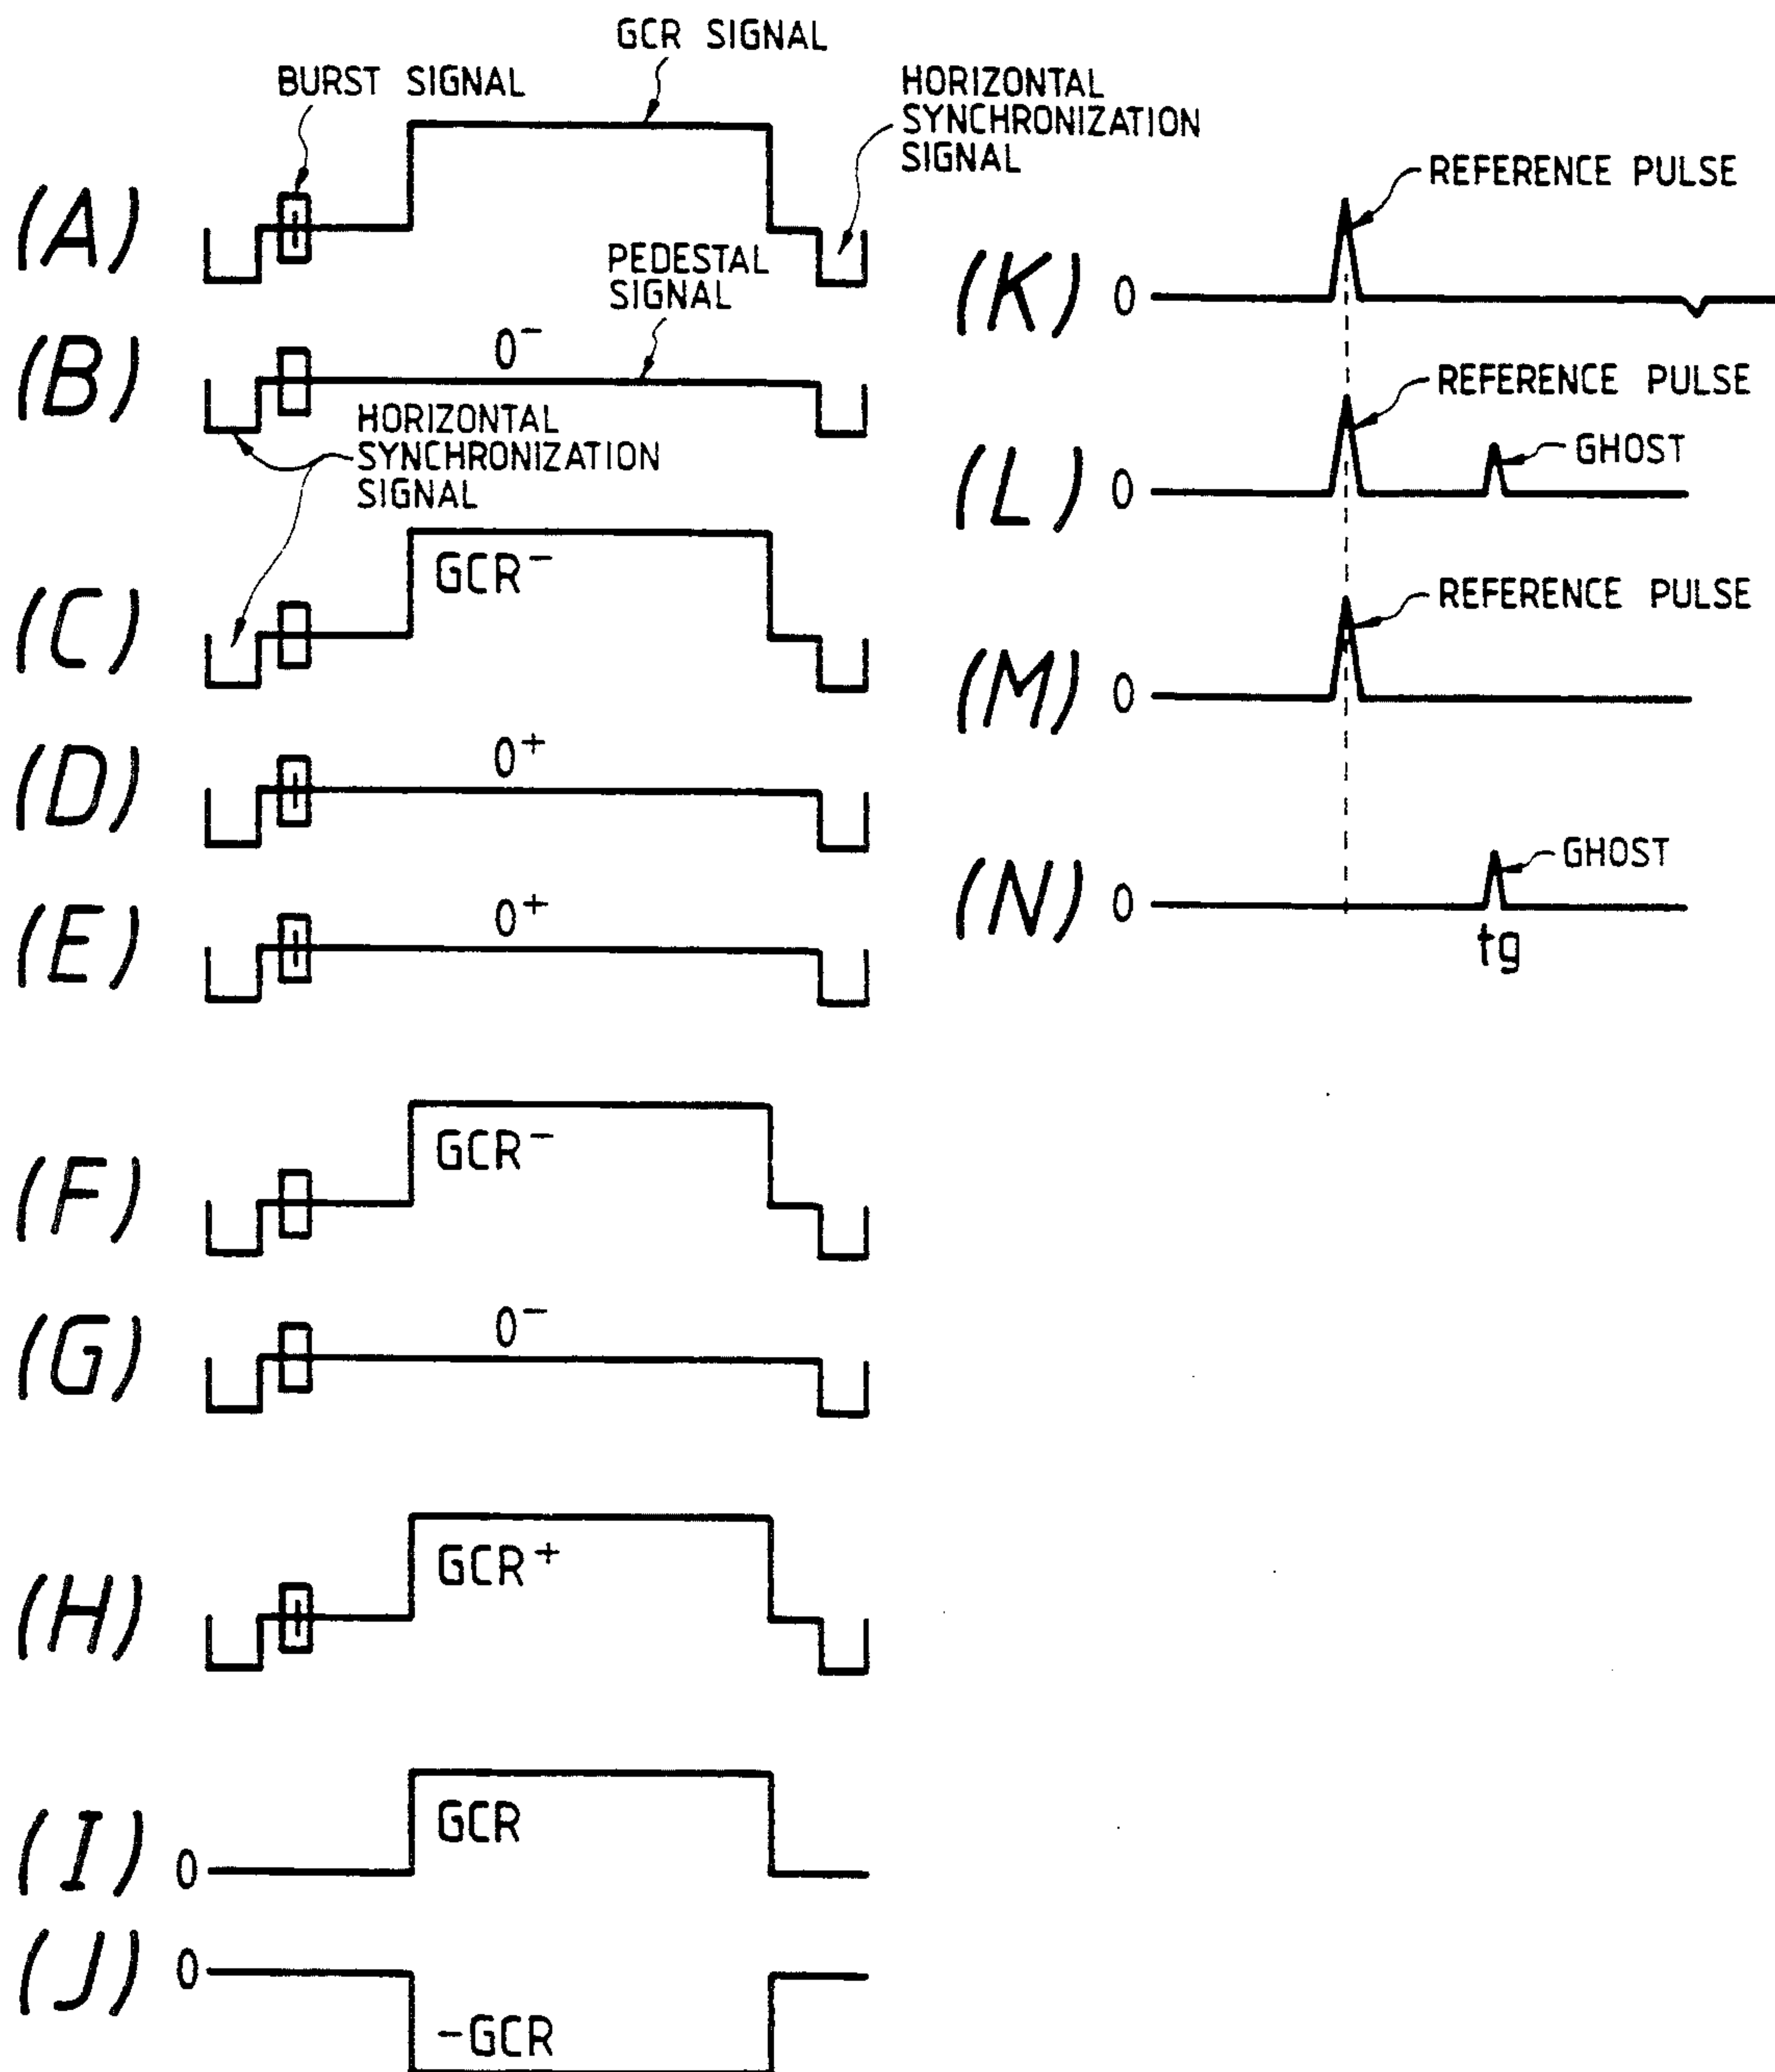 GCR SIGNAL
BURST SIGNAL
HORIZONTAL
SYNCHRONIZATION
SIGNAL
(A)
PEDESTAL
SIGNAL
(B)
0⁻
HORIZONTAL
SYNCHRONIZATION
SIGNAL
(C)
GCR⁻
(D)
0⁺
(E)
0⁺
(F)
GCR⁻
(G)
0⁻
(H)
GCR⁺
(I) 0
GCR
(J) 0
-GCR
REFERENCE PULSE
(K) 0
REFERENCE PULSE
GHOST
(L) 0
REFERENCE PULSE
(M) 0
GHOST
(N) 0
tg